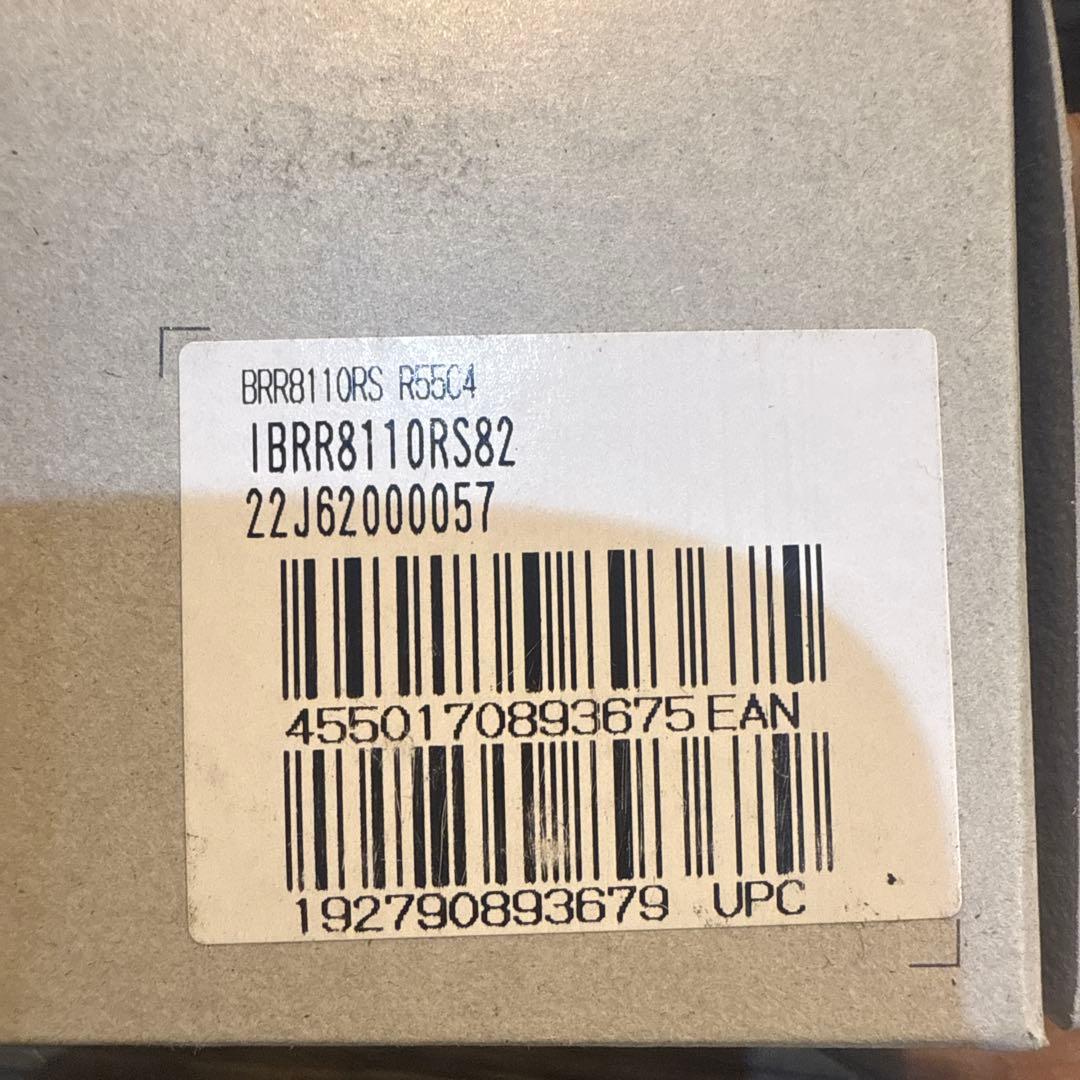 BRR8110RS R55C4
IBRR8110RS82
22J62000057
4550170893675 EAN
192790893679 UPC